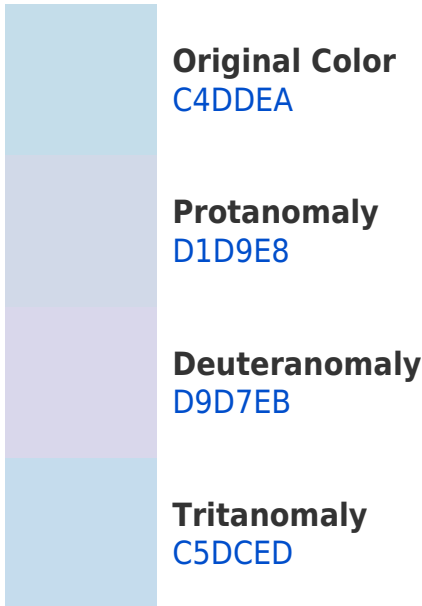 Original Color
C4DDEA
Protanomaly
D1D9E8
Deuteranomaly
D9D7EB
Tritanomaly
C5DCED